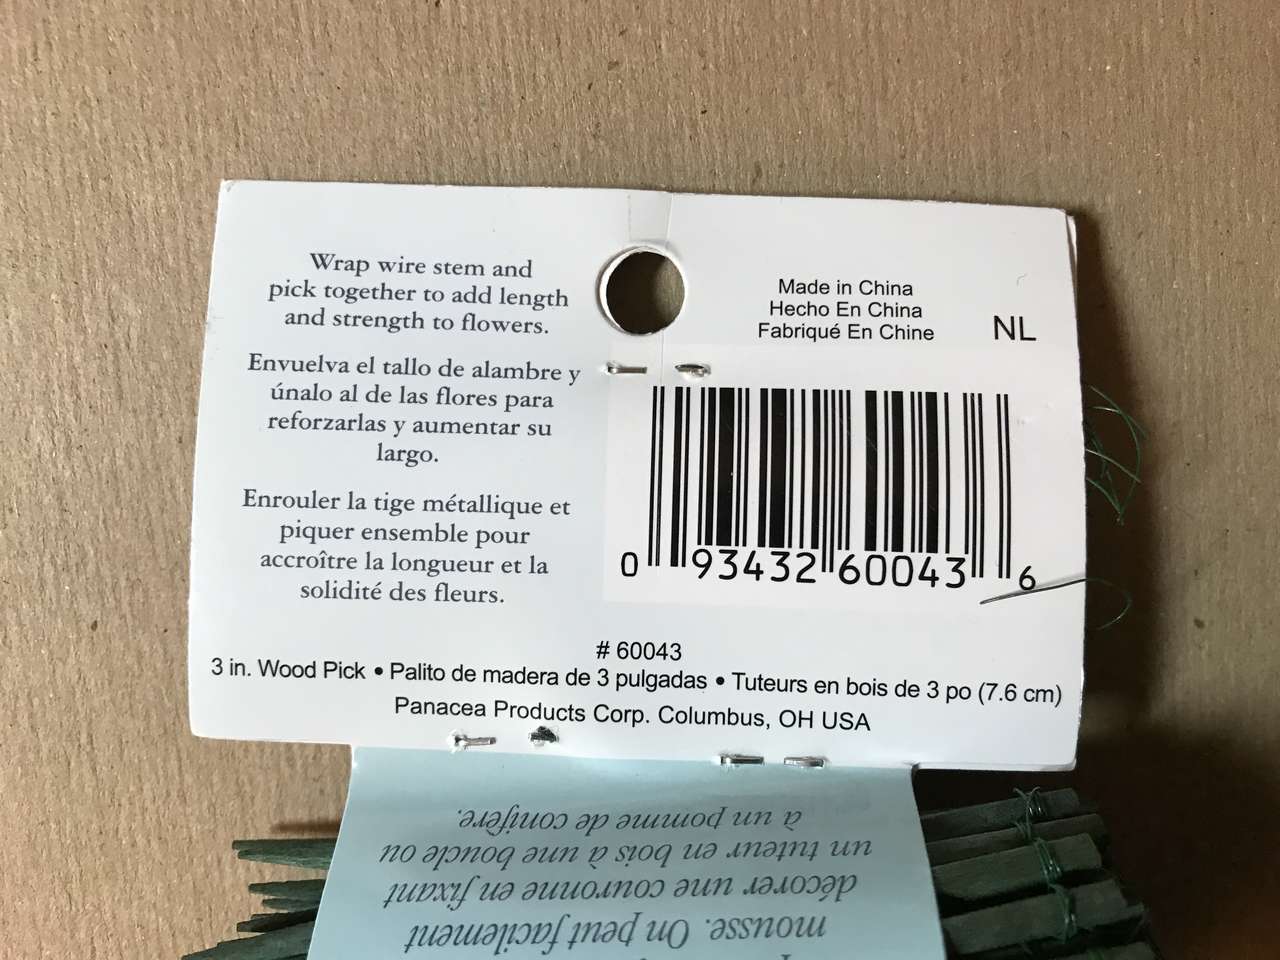 Wrap wire stem and
pick together to add length
and strength to flowers.
Envuelva el tallo de alambre y
únalo al de las flores para
reforzarlas y aumentar su
largo.
Enrouler la tige métallique et
piquer ensemble pour
accroître la longueur et la
solidité des fleurs.
Made in China
Hecho En China
Fabriqué En Chine
NL
0 93432 60043 6
# 60043
3 in. Wood Pick • Palito de madera de 3 pulgadas • Tuteurs en bois de 3 po (7.6 cm)
Panacea Products Corp. Columbus, OH USA
mousse. On peut facilement
décorer une couronne en fixant
un tuteur en bois à une boucle ou
à un pomme de conifère.